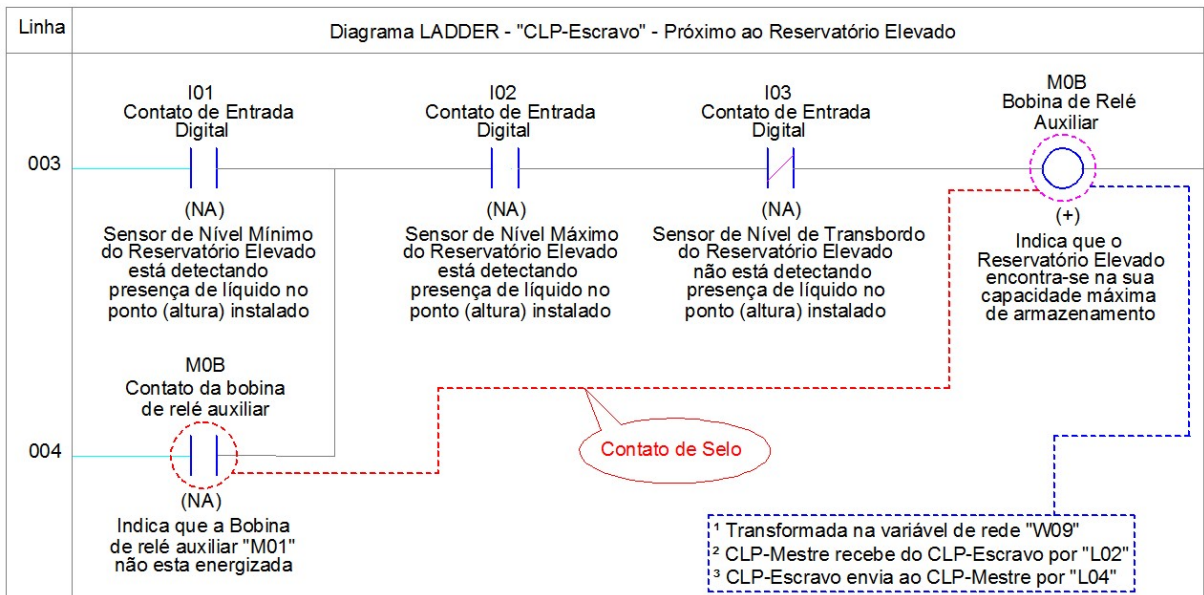 Linha
Diagrama LADDER - "CLP-Escravo" - Próximo ao Reservatório Elevado
003
I01
Contato de Entrada
Digital
(NA)
Sensor de Nível Mínimo
do Reservatório Elevado
está detectando
presença de líquido no
ponto (altura) instalado
I02
Contato de Entrada
Digital
(NA)
Sensor de Nível Máximo
do Reservatório Elevado
está detectando
presença de líquido no
ponto (altura) instalado
I03
Contato de Entrada
Digital
(NA)
Sensor de Nível de Transbordo
do Reservatório Elevado
não está detectando
presença de líquido no
ponto (altura) instalado
M0B
Bobina de Relé
Auxiliar
(+)
Indica que o
Reservatório Elevado
encontra-se na sua
capacidade máxima
de armazenamento
004
M0B
Contato da bobina
de relé auxiliar
(NA)
Indica que a Bobina
de relé auxiliar "M01"
não esta energizada
Contato de Selo
¹ Transformada na variável de rede "W09"
² CLP-Mestre recebe do CLP-Escravo por "L02"
³ CLP-Escravo envia ao CLP-Mestre por "L04"